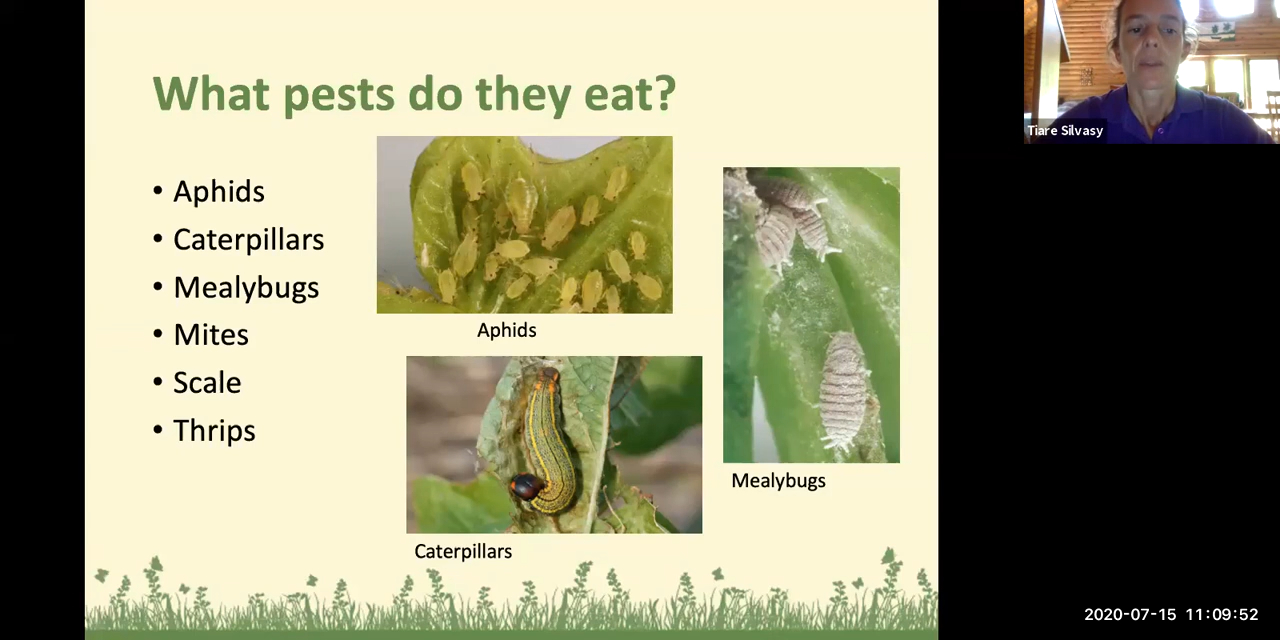 What pests do they eat?
• Aphids
• Caterpillars
• Mealybugs
• Mites
• Scale
• Thrips
Aphids
Caterpillars
Mealybugs
Tiare Silvasy
2020-07-15 11:09:52